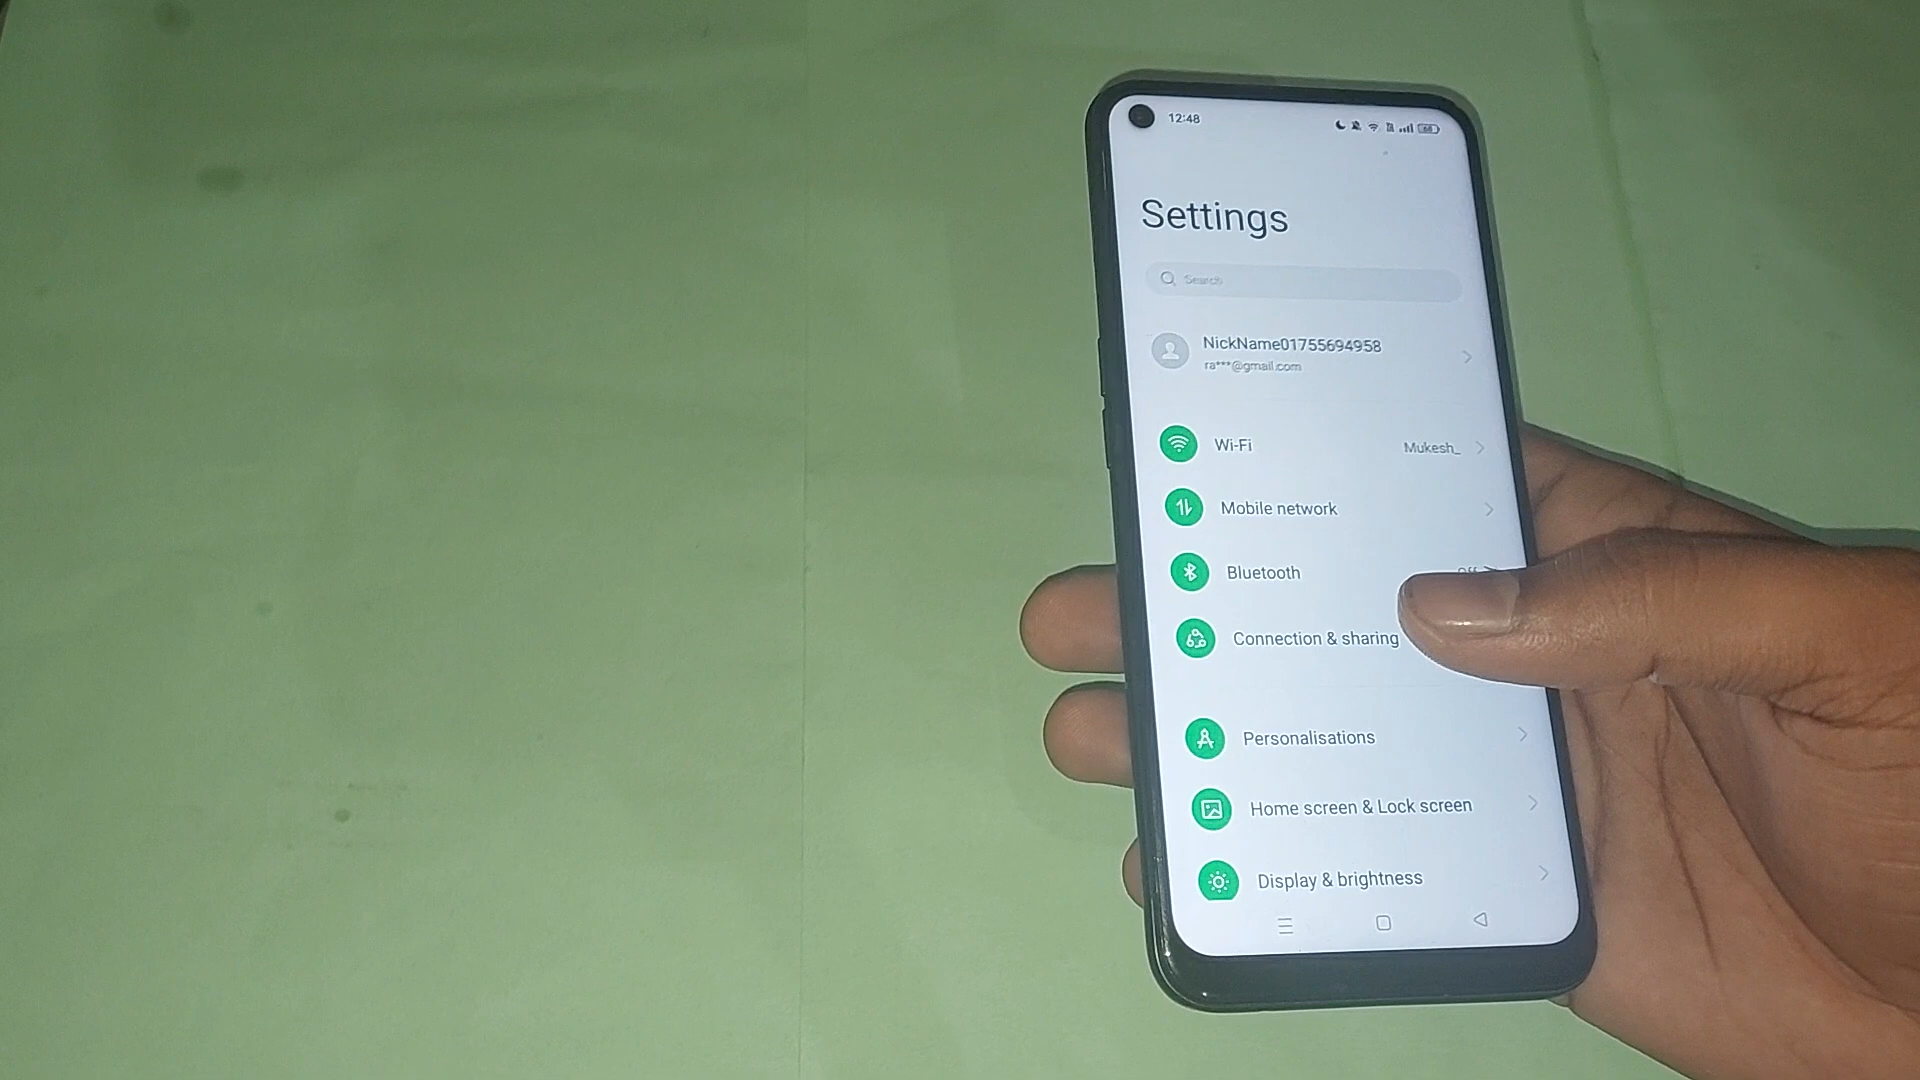 12:48
68
Settings
Search
NickName01755694958
ra***@gmail.com
Wi-Fi Mukesh_
Mobile network
Bluetooth Off
Connection & sharing
Personalisations
Home screen & Lock screen
Display & brightness